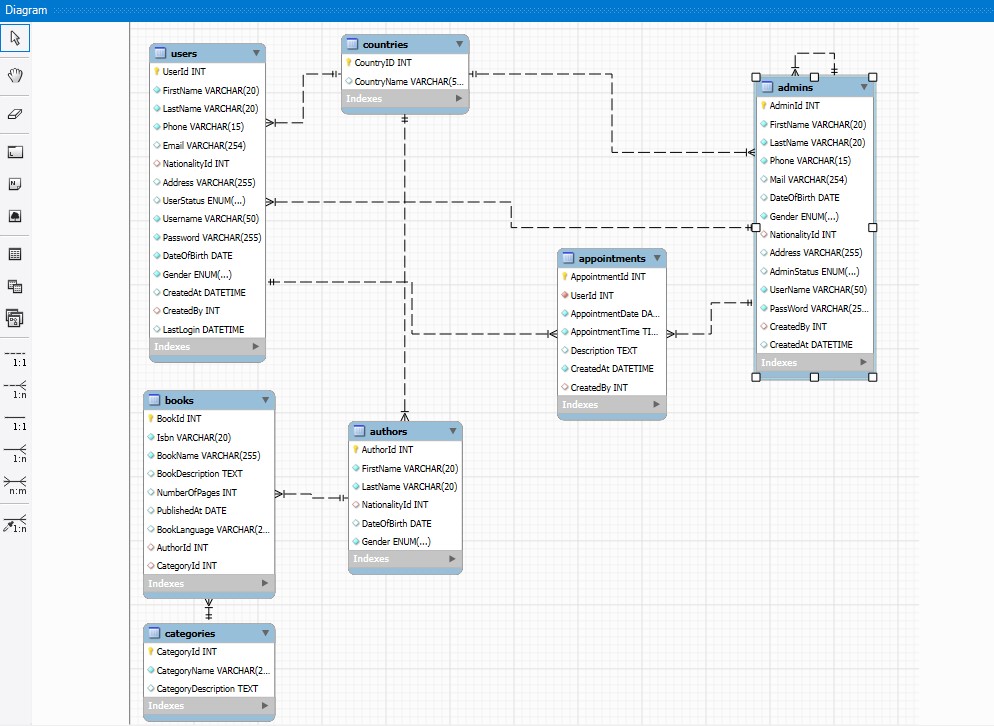 Diagram
users
UserId INT
FirstName VARCHAR(20)
LastName VARCHAR(20)
Phone VARCHAR(15)
Email VARCHAR(254)
NationalityId INT
Address VARCHAR(255)
UserStatus ENUM(...)
Username VARCHAR(50)
Password VARCHAR(255)
DateOfBirth DATE
Gender ENUM(...)
CreatedAt DATETIME
CreatedBy INT
LastLogin DATETIME
Indexes
countries
CountryID INT
CountryName VARCHAR(5...
Indexes
admins
AdminId INT
FirstName VARCHAR(20)
LastName VARCHAR(20)
Phone VARCHAR(15)
Mail VARCHAR(254)
DateOfBirth DATE
Gender ENUM(...)
NationalityId INT
Address VARCHAR(255)
AdminStatus ENUM(...)
UserName VARCHAR(50)
PassWord VARCHAR(25...
CreatedBy INT
CreatedAt DATETIME
Indexes
appointments
AppointmentId INT
UserId INT
AppointmentDate DA...
AppointmentTime TI...
Description TEXT
CreatedAt DATETIME
CreatedBy INT
Indexes
books
BookId INT
Isbn VARCHAR(20)
BookName VARCHAR(255)
BookDescription TEXT
NumberOfPages INT
PublishedAt DATE
BookLanguage VARCHAR(2...
AuthorId INT
CategoryId INT
Indexes
authors
AuthorId INT
FirstName VARCHAR(20)
LastName VARCHAR(20)
NationalityId INT
DateOfBirth DATE
Gender ENUM(...)
Indexes
categories
CategoryId INT
CategoryName VARCHAR(2...
CategoryDescription TEXT
Indexes
1:1
1:n
1:1
1:n
n:m
1:n